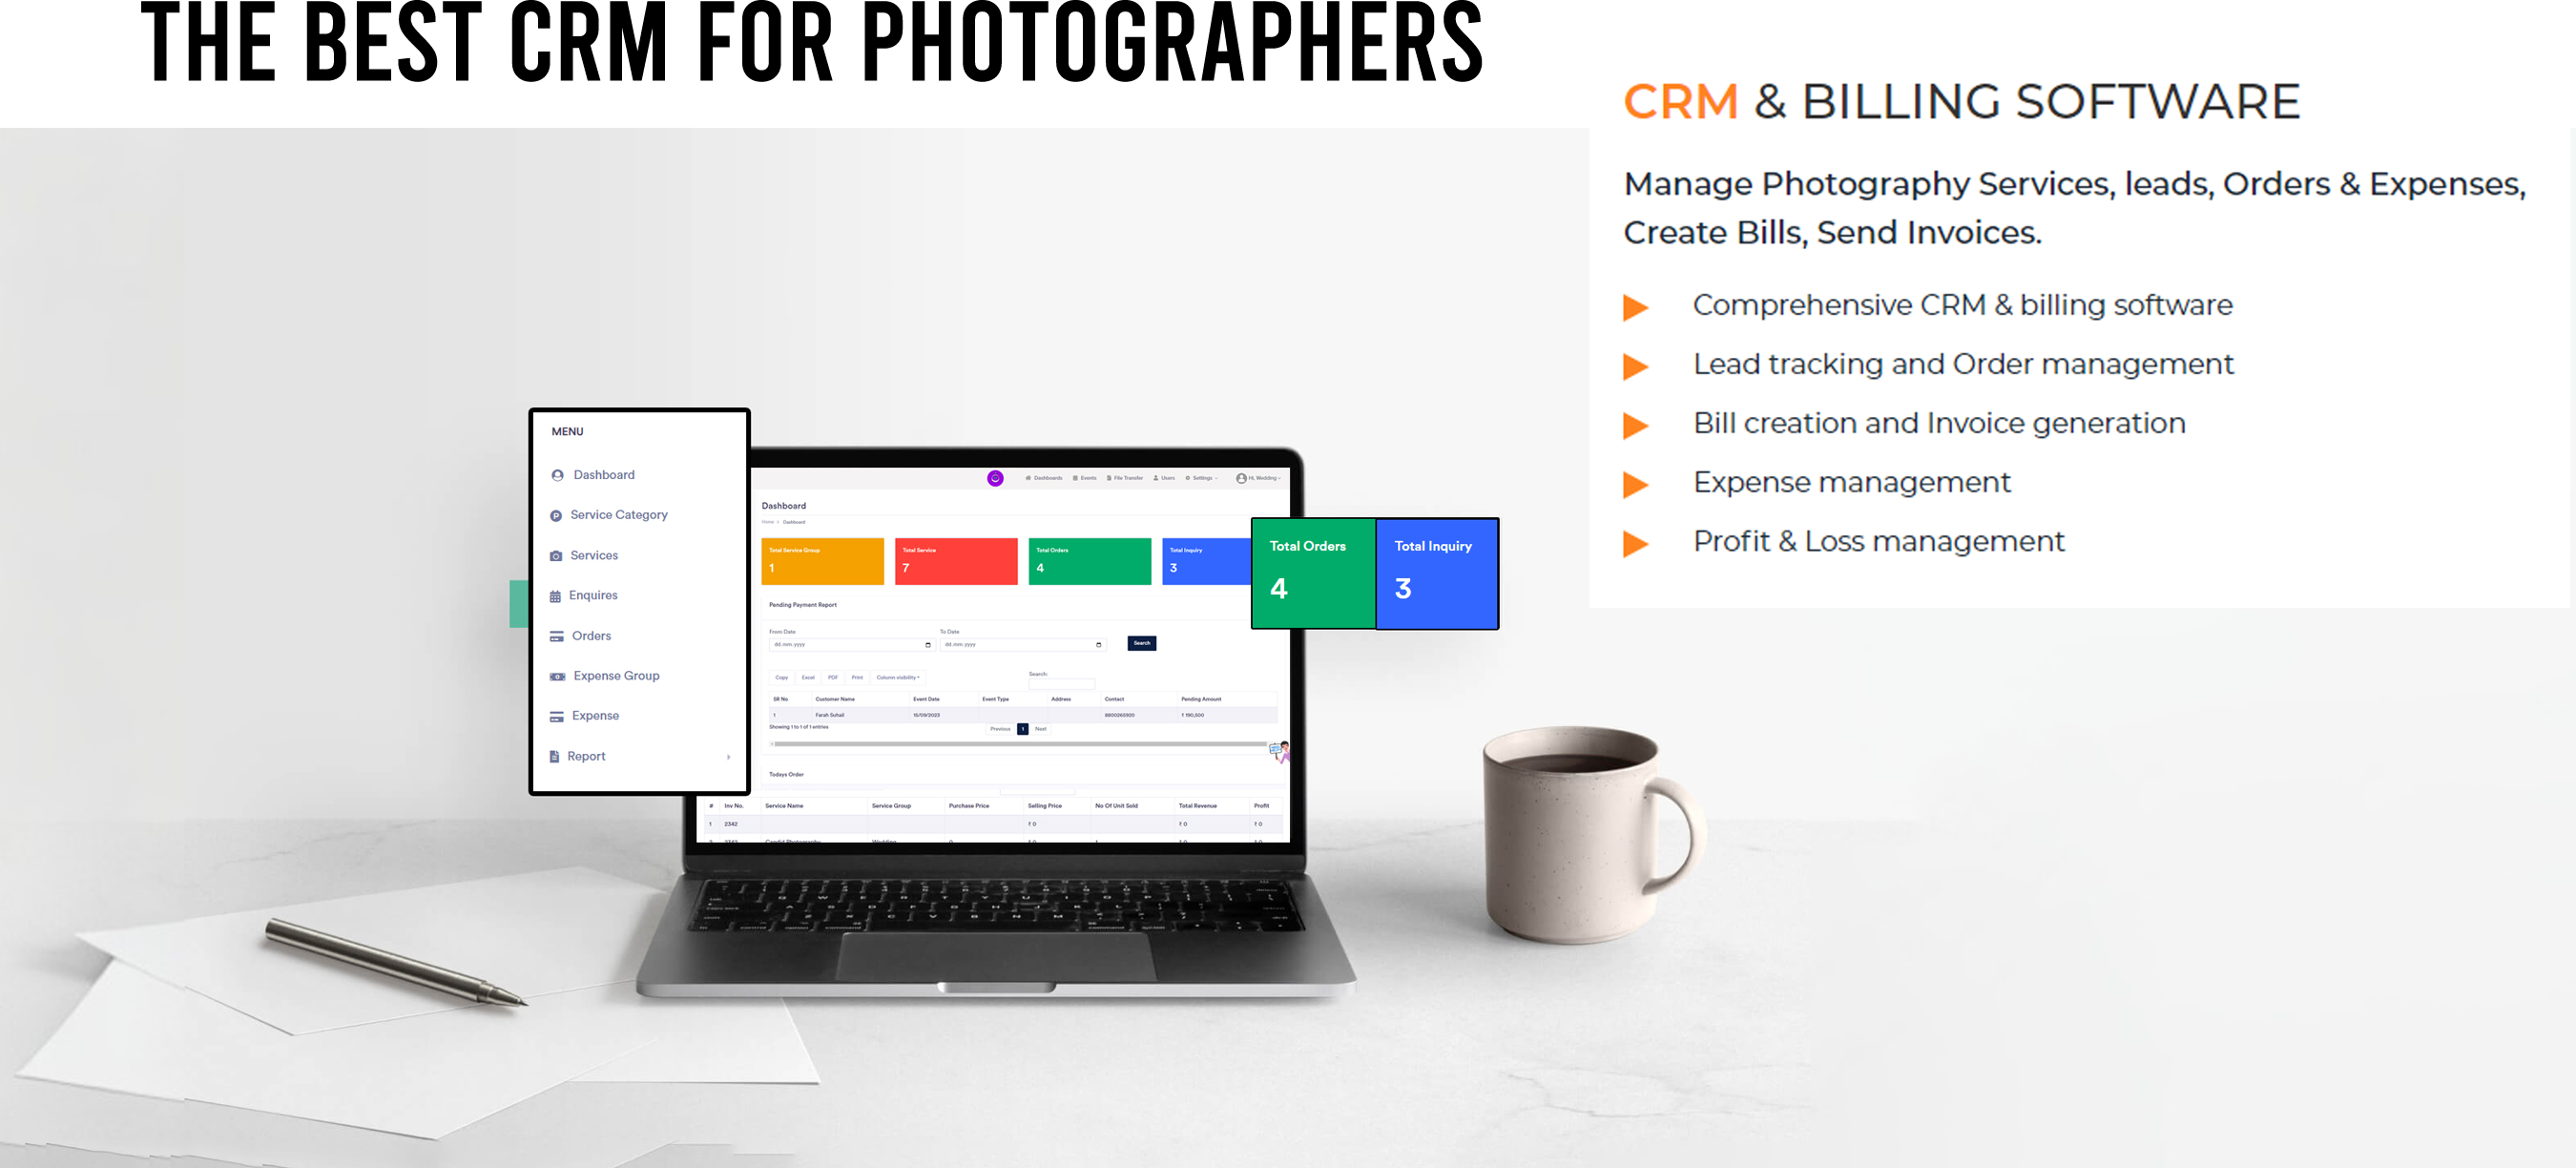 THE BEST CRM FOR PHOTOGRAPHERS
CRM & BILLING SOFTWARE
Manage Photography Services, leads, Orders & Expenses,
Create Bills, Send Invoices.
Comprehensive CRM & billing software
Lead tracking and Order management
Bill creation and Invoice generation
Expense management
Profit & Loss management
MENU
Dashboard
Service Category
Services
Enquires
Orders
Expense Group
Expense
Report
Dashboards Events File Transfer Users Settings Hi, Wedding
Dashboard
Home > Dashboard
Total Service Group Total Service Total Orders Total Inquiry
1 7 4 3
Total Orders Total Inquiry
4 3
Pending Payment Report
From Date To Date
dd.mm.yyyy dd.mm.yyyy Search
Copy Excel PDF Print Column visibility
Search:
SR No Customer Name Event Date Event Type Address Contact Pending Amount
1 Farah Suhail 15/09/2023 ₹ 190,500
Showing 1 to 1 of 1 entries
Previous 1 Next
Todays Order
# Inv No. Service Name Service Group Purchase Price Selling Price No Of Unit Sold Total Revenue Profit
1 2342 ₹ 0 ₹ 0 ₹ 0